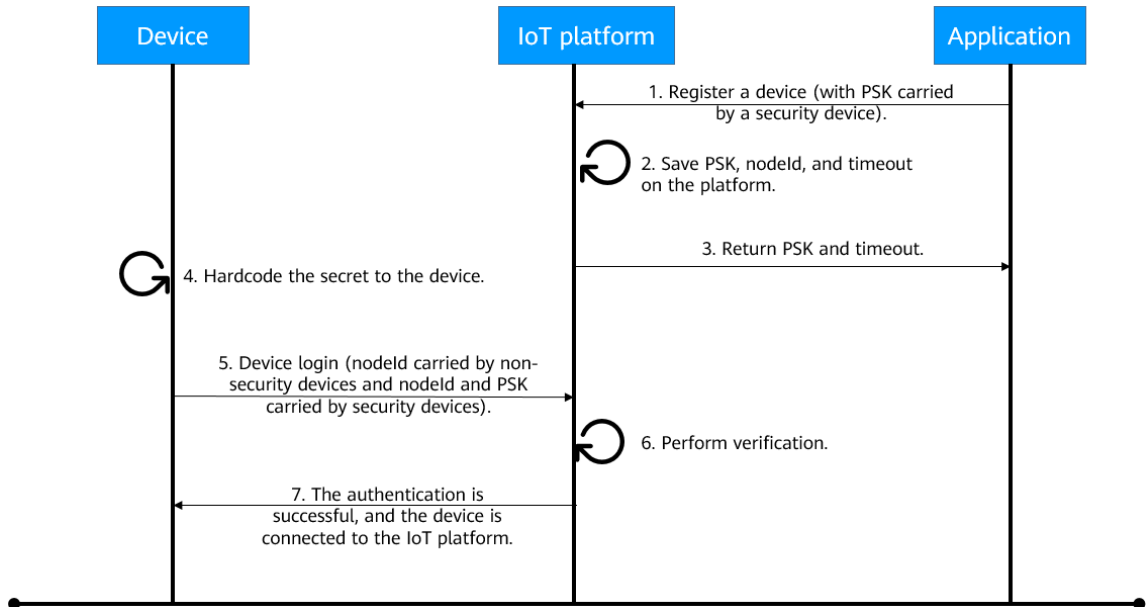 Device
IoT platform
Application
1. Register a device (with PSK carried
by a security device).
2. Save PSK, nodeId, and timeout
on the platform.
3. Return PSK and timeout.
4. Hardcode the secret to the device.
5. Device login (nodeId carried by non-
security devices and nodeId and PSK
carried by security devices).
6. Perform verification.
7. The authentication is
successful, and the device is
connected to the IoT platform.